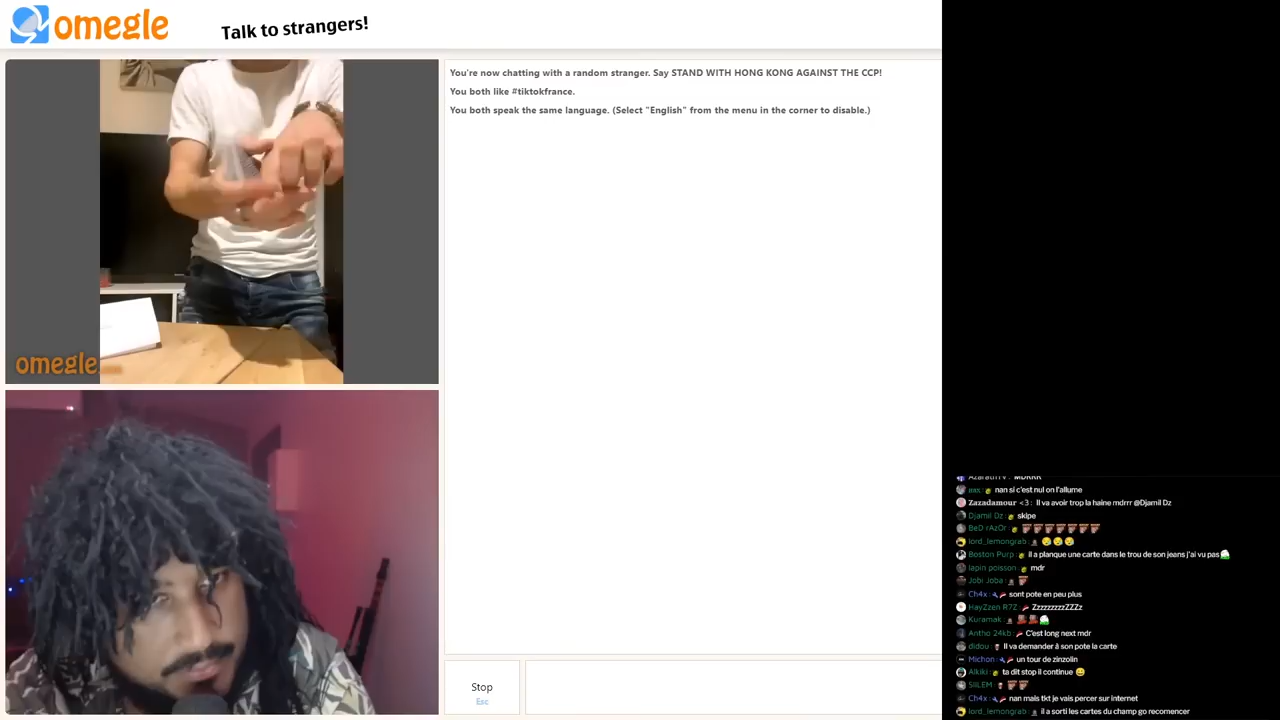 omegle
Talk to strangers!
You're now chatting with a random stranger. Say STAND WITH HONG KONG AGAINST THE CCP!
You both like #tiktokfrance.
You both speak the same language. (Select "English" from the menu in the corner to disable.)
omegle
Stop
Esc
nan si c'est nul on l'allume
Zazadamour <3 : Il va avoir trop la haine mdrrr @Djamil Dz
Djamil Dz : skipe
BeD rAzOr :
lord_lemongrab :
Boston Purp : il a planque une carte dans le trou de son jeans j'ai vu pas
lapin poisson : mdr
Jobi Joba :
Ch4x : sont pote en peu plus
HayZzen R7Z : ZzzzzzzzzZZZz
Kuramak :
Antho 24kb : C'est long next mdr
didou : Il va demander à son pote la carte
Michon : un tour de zinzolin
Alkiki : ta dit stop il continue
SliLEM
Ch4x : nan mais tkt je vais percer sur internet
lord_lemongrab : il a sorti les cartes du champ go recomencer